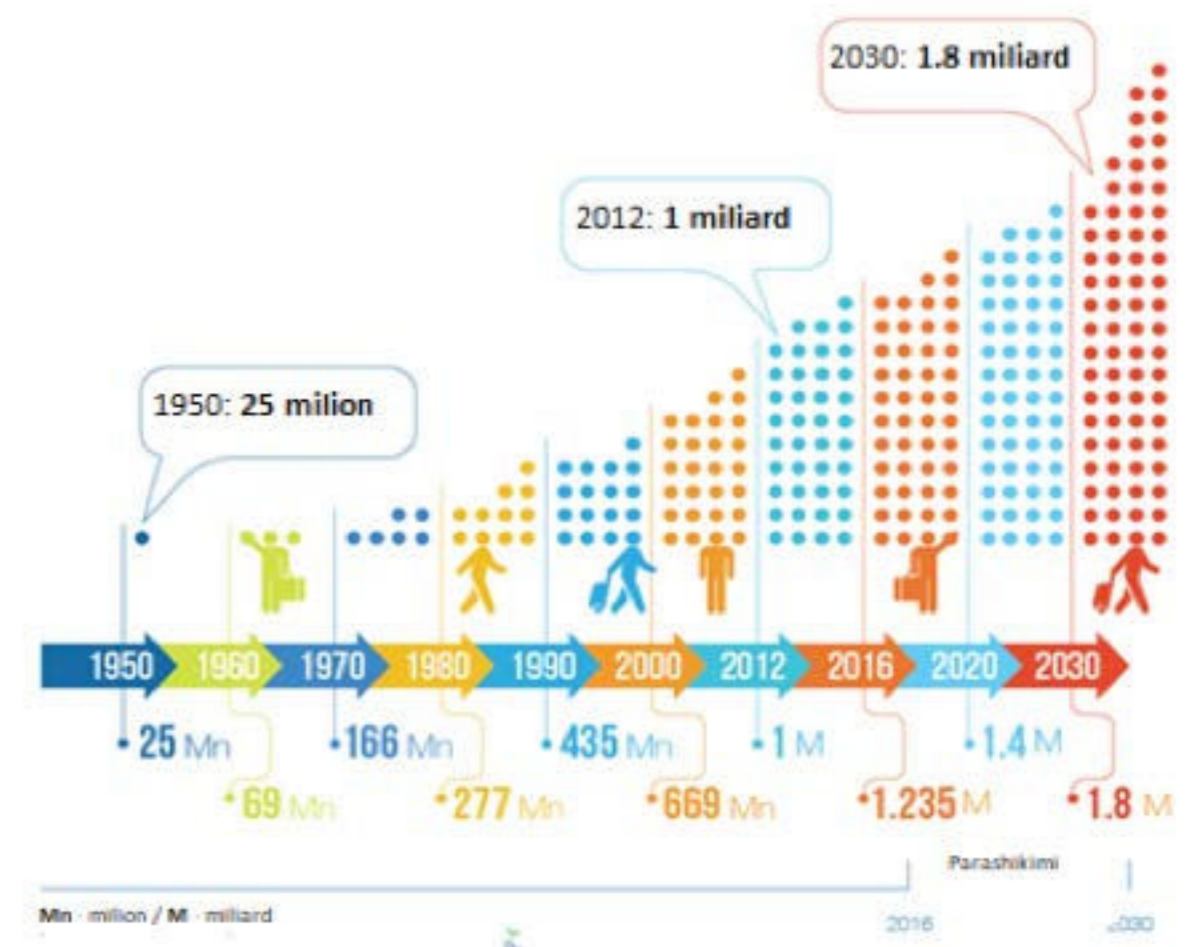 2030: 1.8 miliard
2012: 1 miliard
1950: 25 milion
1950 1960 1970 1980 1990 2000 2012 2016 2020 2030
25 Mn 166 Mn 435 Mn 1 M 1.4 M
69 Mn 277 Mn 669 Mn 1.235 M 1.8 M
Parashikimi
Mn - milion / M - miliard
2016 2030